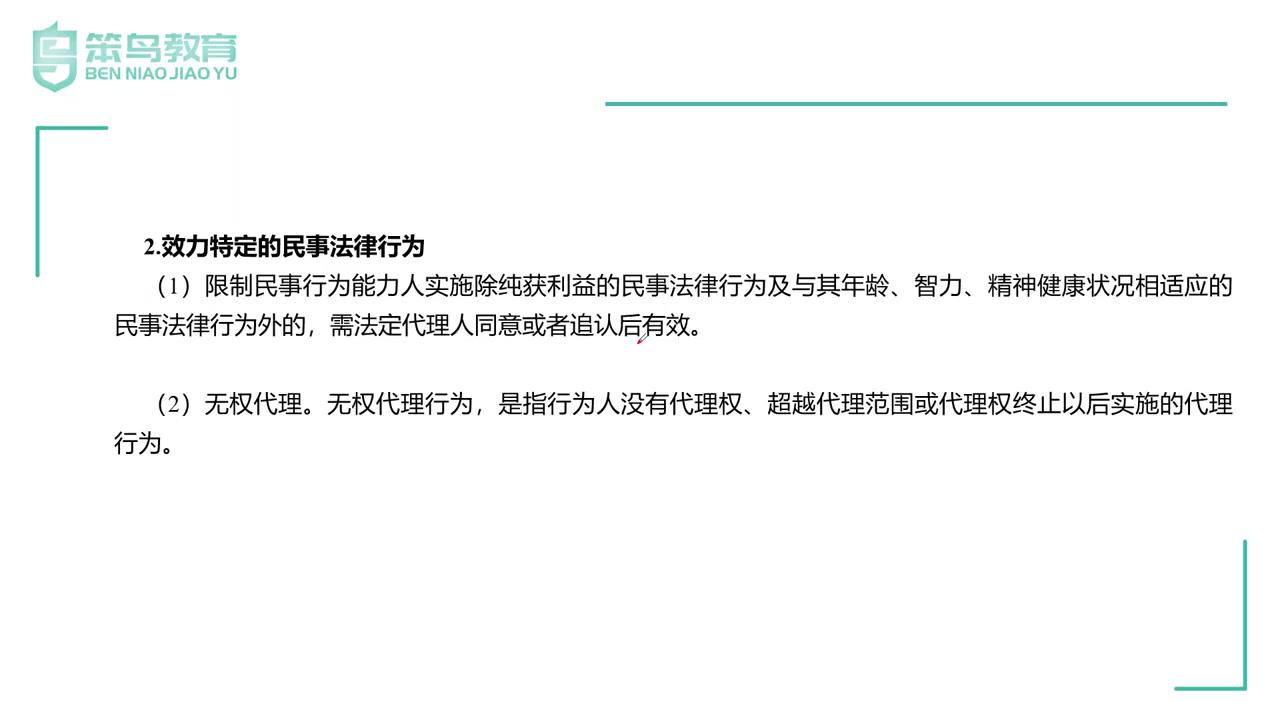 笨鸟教育
BEN NIAO JIAO YU
2.效力特定的民事法律行为
（1）限制民事行为能力人实施除纯获利益的民事法律行为及与其年龄、智力、精神健康状况相适应的
民事法律行为外的，需法定代理人同意或者追认后有效。
（2）无权代理。无权代理行为，是指行为人没有代理权、超越代理范围或代理权终止以后实施的代理
行为。